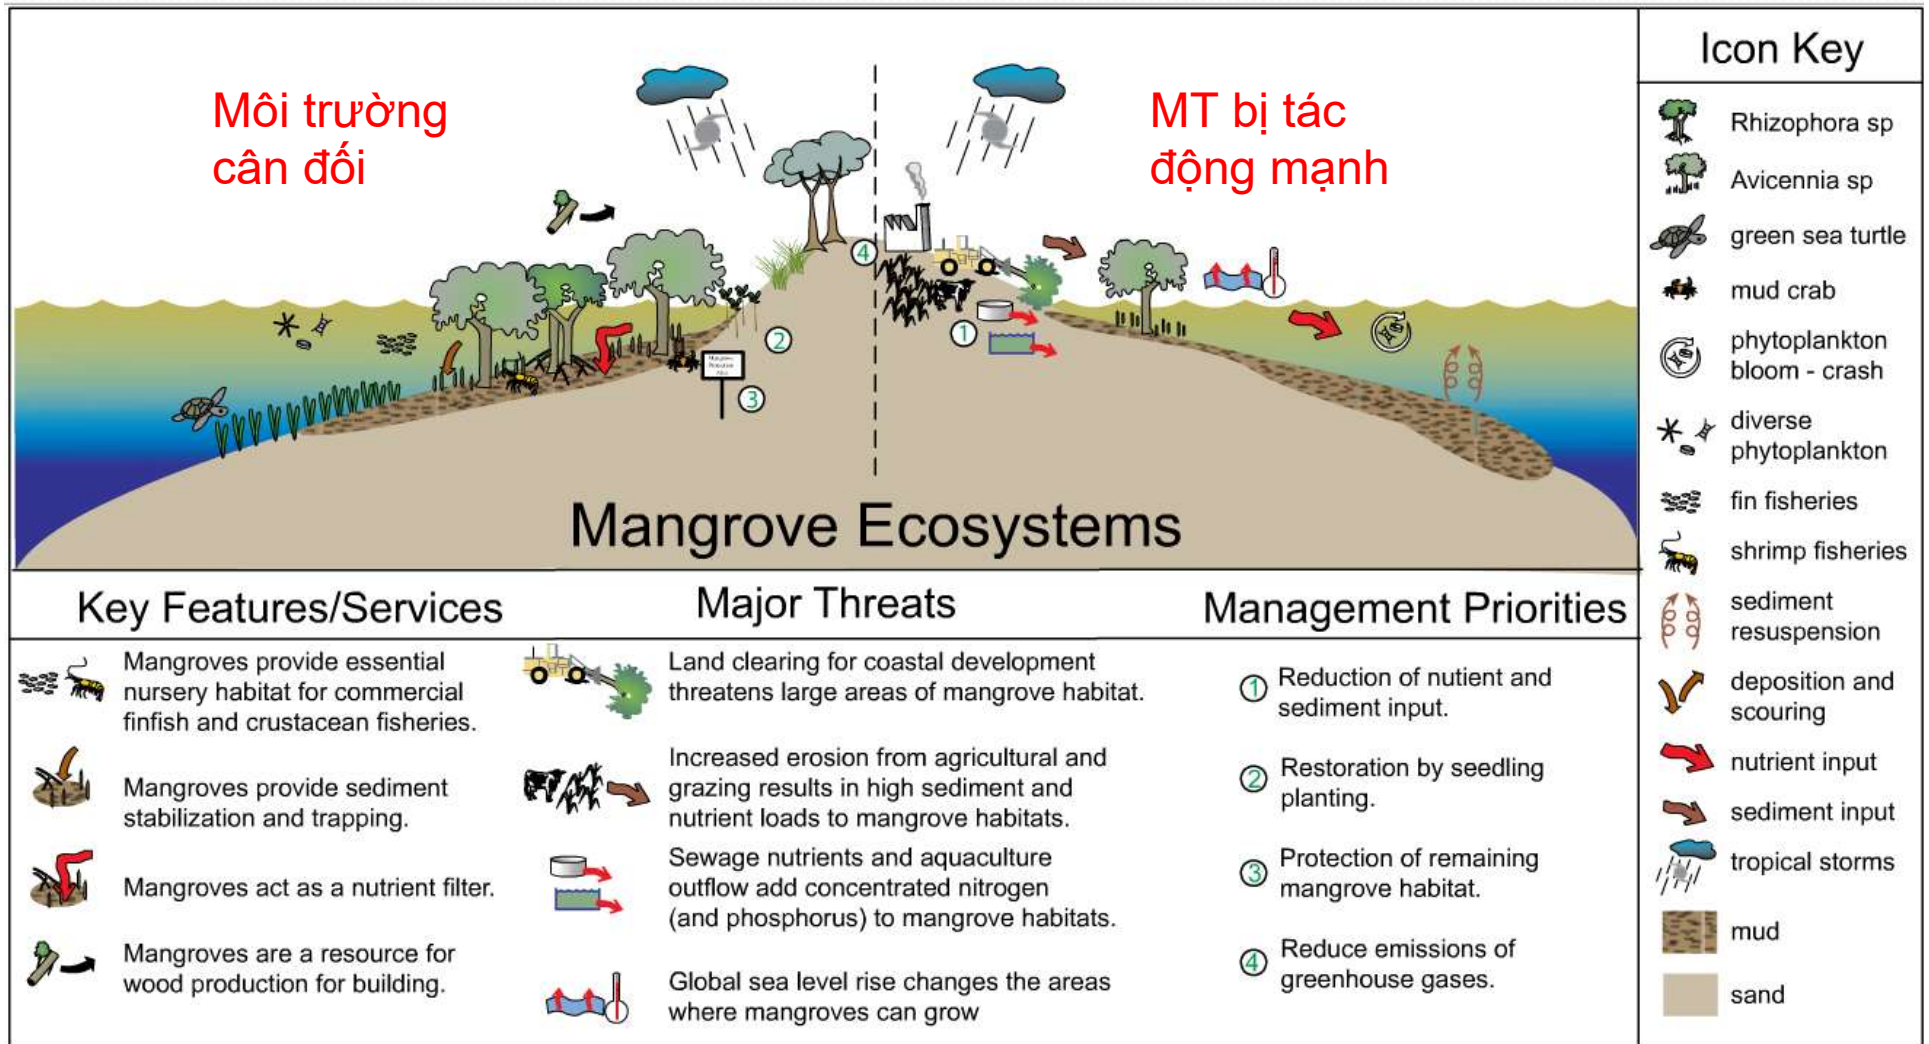 Môi trường
cân đối
MT bị tác
động mạnh
4
2
3
1
Mangrove Ecosystems
Key Features/Services
Mangroves provide essential
nursery habitat for commercial
finfish and crustacean fisheries.
Mangroves provide sediment
stabilization and trapping.
Mangroves act as a nutrient filter.
Mangroves are a resource for
wood production for building.
Major Threats
Land clearing for coastal development
threatens large areas of mangrove habitat.
Increased erosion from agricultural and
grazing results in high sediment and
nutrient loads to mangrove habitats.
Sewage nutrients and aquaculture
outflow add concentrated nitrogen
(and phosphorus) to mangrove habitats.
Global sea level rise changes the areas
where mangroves can grow
Management Priorities
1 Reduction of nutient and
sediment input.
2 Restoration by seedling
planting.
3 Protection of remaining
mangrove habitat.
4 Reduce emissions of
greenhouse gases.
Icon Key
Rhizophora sp
Avicennia sp
green sea turtle
mud crab
phytoplankton
bloom - crash
diverse
phytoplankton
fin fisheries
shrimp fisheries
sediment
resuspension
deposition and
scouring
nutrient input
sediment input
tropical storms
mud
sand